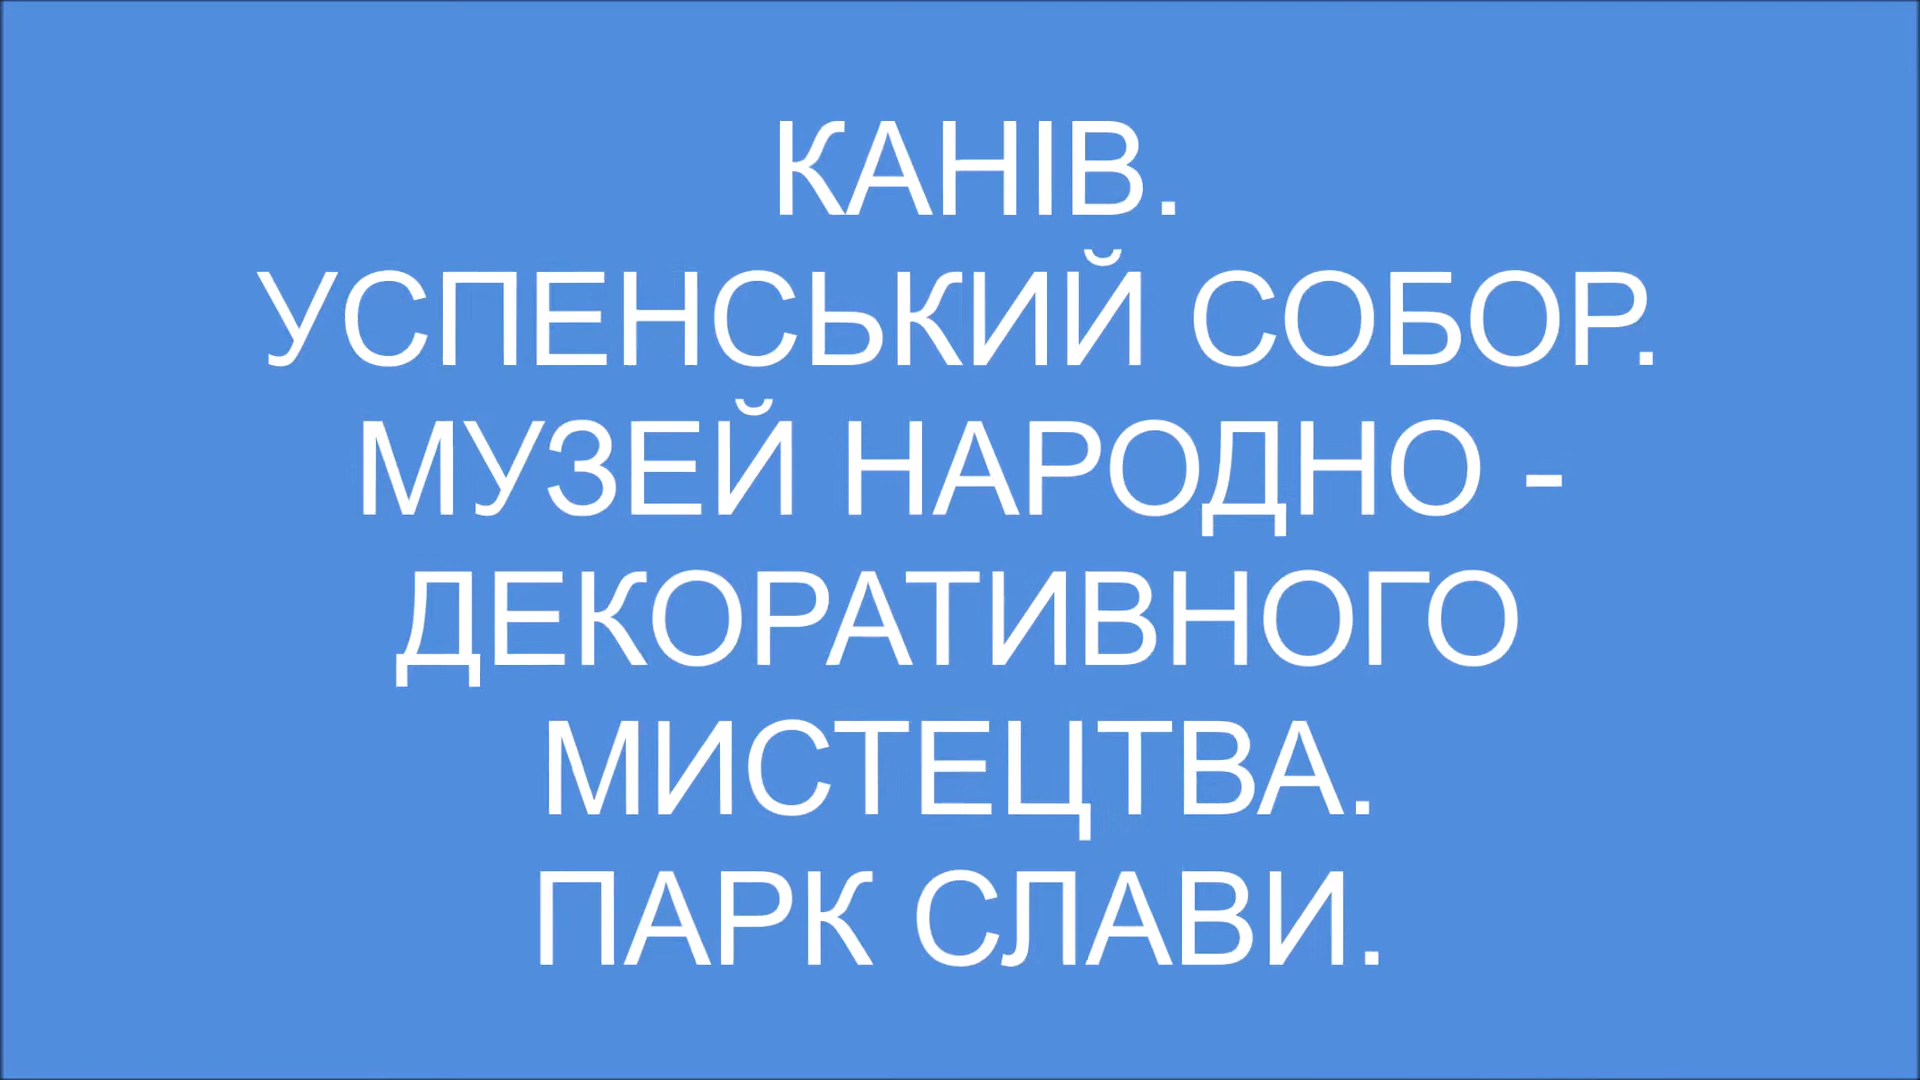 КАНІВ.
УСПЕНСЬКИЙ СОБОР.
МУЗЕЙ НАРОДНО -
ДЕКОРАТИВНОГО
МИСТЕЦТВА.
ПАРК СЛАВИ.